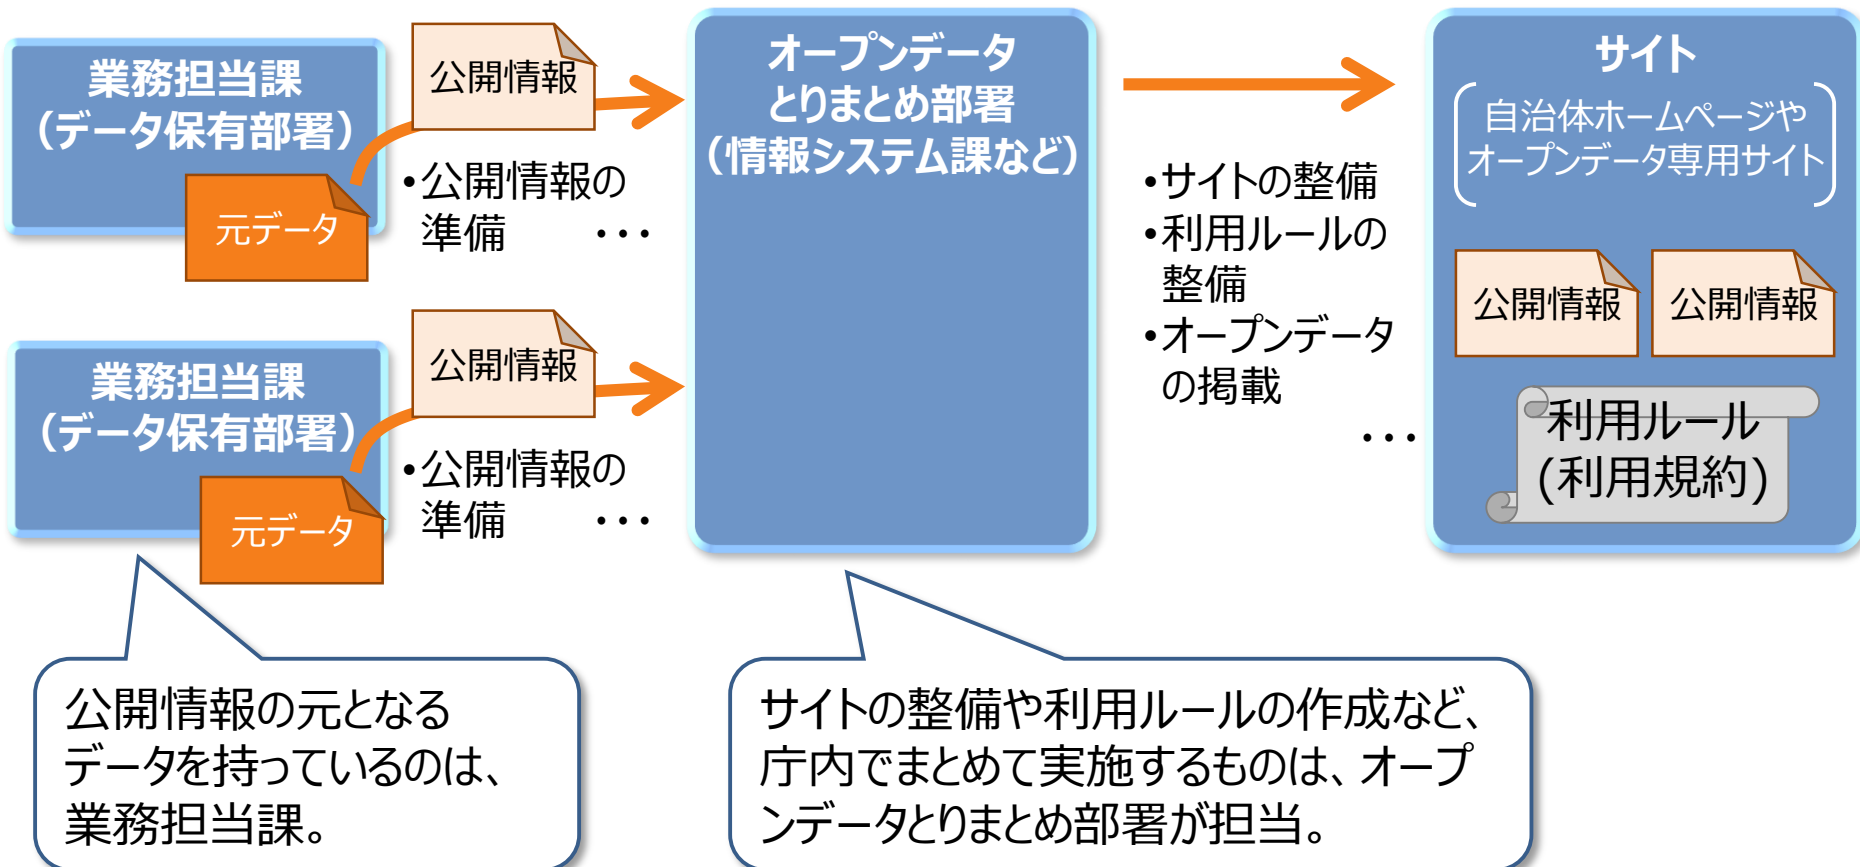 業務担当課
（データ保有部署）
元データ
公開情報
•公開情報の
準備　・・・
業務担当課
（データ保有部署）
元データ
公開情報
•公開情報の
準備　・・・
オープンデータ
とりまとめ部署
（情報システム課など）
•サイトの整備
•利用ルールの
整備
•オープンデータ
の掲載
・・・
サイト
自治体ホームページや
オープンデータ専用サイト
公開情報
公開情報
利用ルール
(利用規約)
公開情報の元となる
データを持っているのは、
業務担当課。
サイトの整備や利用ルールの作成など、
庁内でまとめて実施するものは、オープ
ンデータとりまとめ部署が担当。